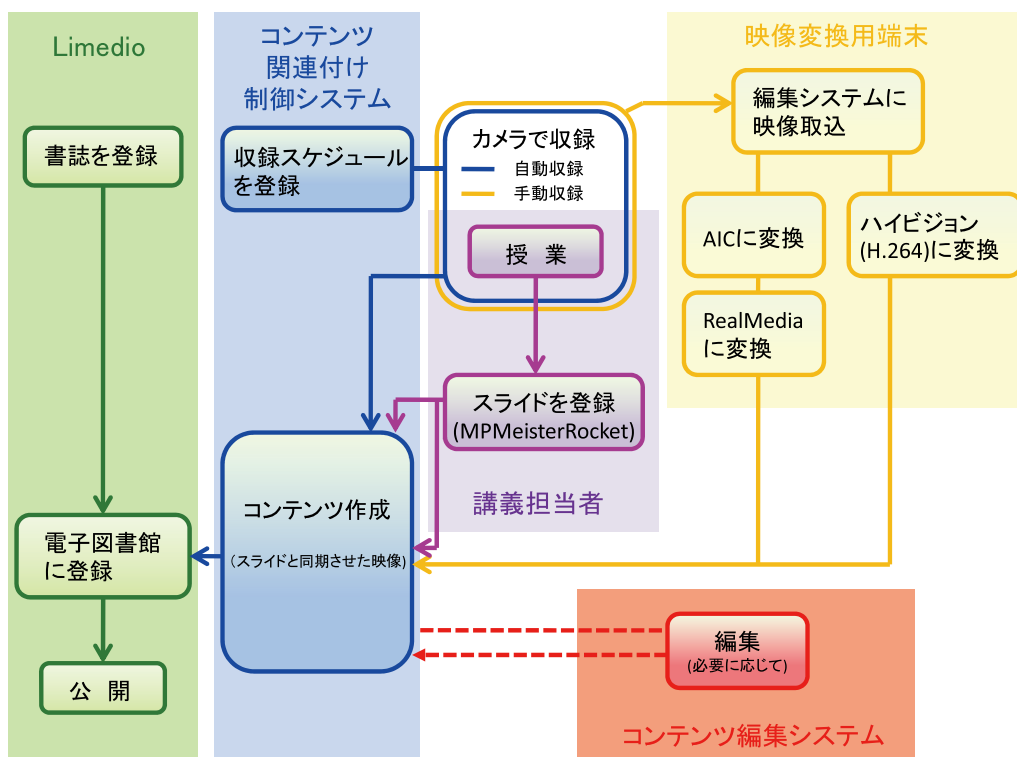 Limedio
書誌を登録
電子図書館
に登録
公 開
コンテンツ
関連付け
制御システム
収録スケジュール
を登録
カメラで収録
自動収録
手動収録
授 業
スライドを登録
(MPMeisterRocket)
講義担当者
コンテンツ作成
(スライドと同期させた映像)
映像変換用端末
編集システムに
映像取込
AICに変換
ハイビジョン
(H.264)に変換
RealMedia
に変換
編集
(必要に応じて)
コンテンツ編集システム